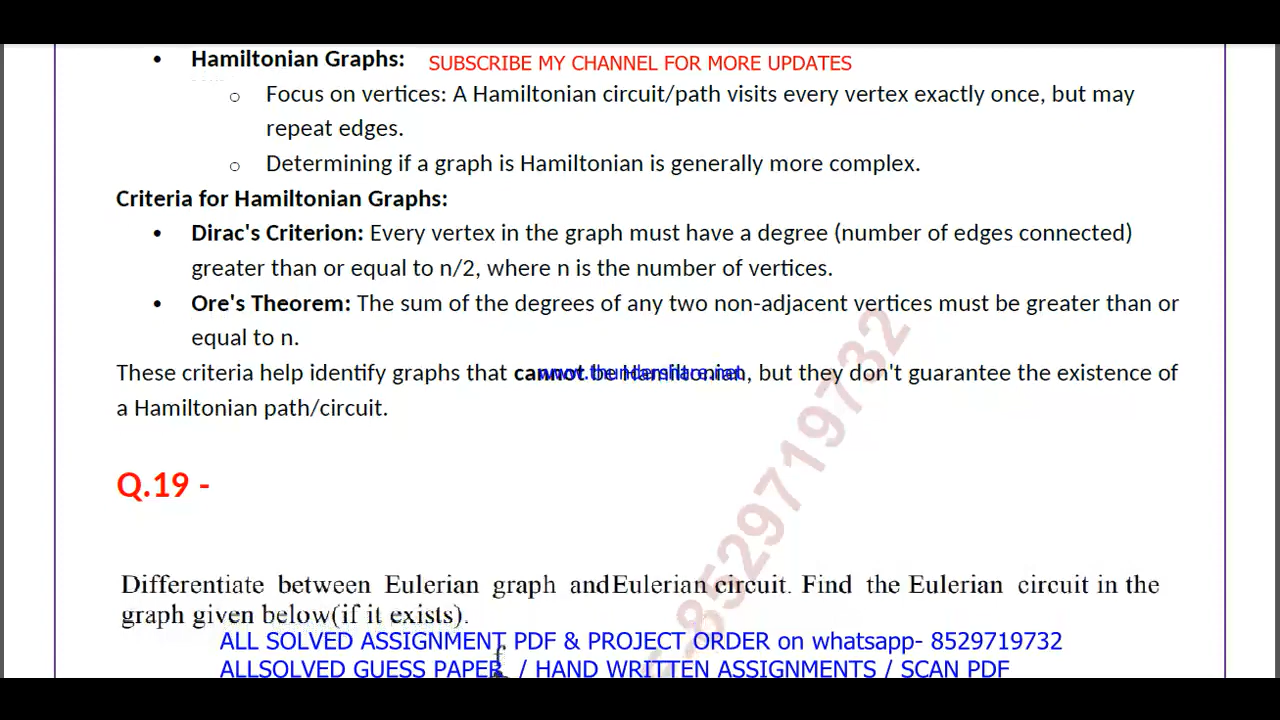 • Hamiltonian Graphs: SUBSCRIBE MY CHANNEL FOR MORE UPDATES
o Focus on vertices: A Hamiltonian circuit/path visits every vertex exactly once, but may
repeat edges.
o Determining if a graph is Hamiltonian is generally more complex.
Criteria for Hamiltonian Graphs:
• Dirac's Criterion: Every vertex in the graph must have a degree (number of edges connected)
greater than or equal to n/2, where n is the number of vertices.
• Ore's Theorem: The sum of the degrees of any two non-adjacent vertices must be greater than or
equal to n.
These criteria help identify graphs that cannot be Hamiltonian, but they don't guarantee the existence of
a Hamiltonian path/circuit.
Q.19 -
Differentiate between Eulerian graph and Eulerian circuit. Find the Eulerian circuit in the
graph given below(if it exists).
ALL SOLVED ASSIGNMENT PDF & PROJECT ORDER on whatsapp- 8529719732
f
ALLSOLVED GUESS PAPER / HAND WRITTEN ASSIGNMENTS / SCAN PDF
-8529719732